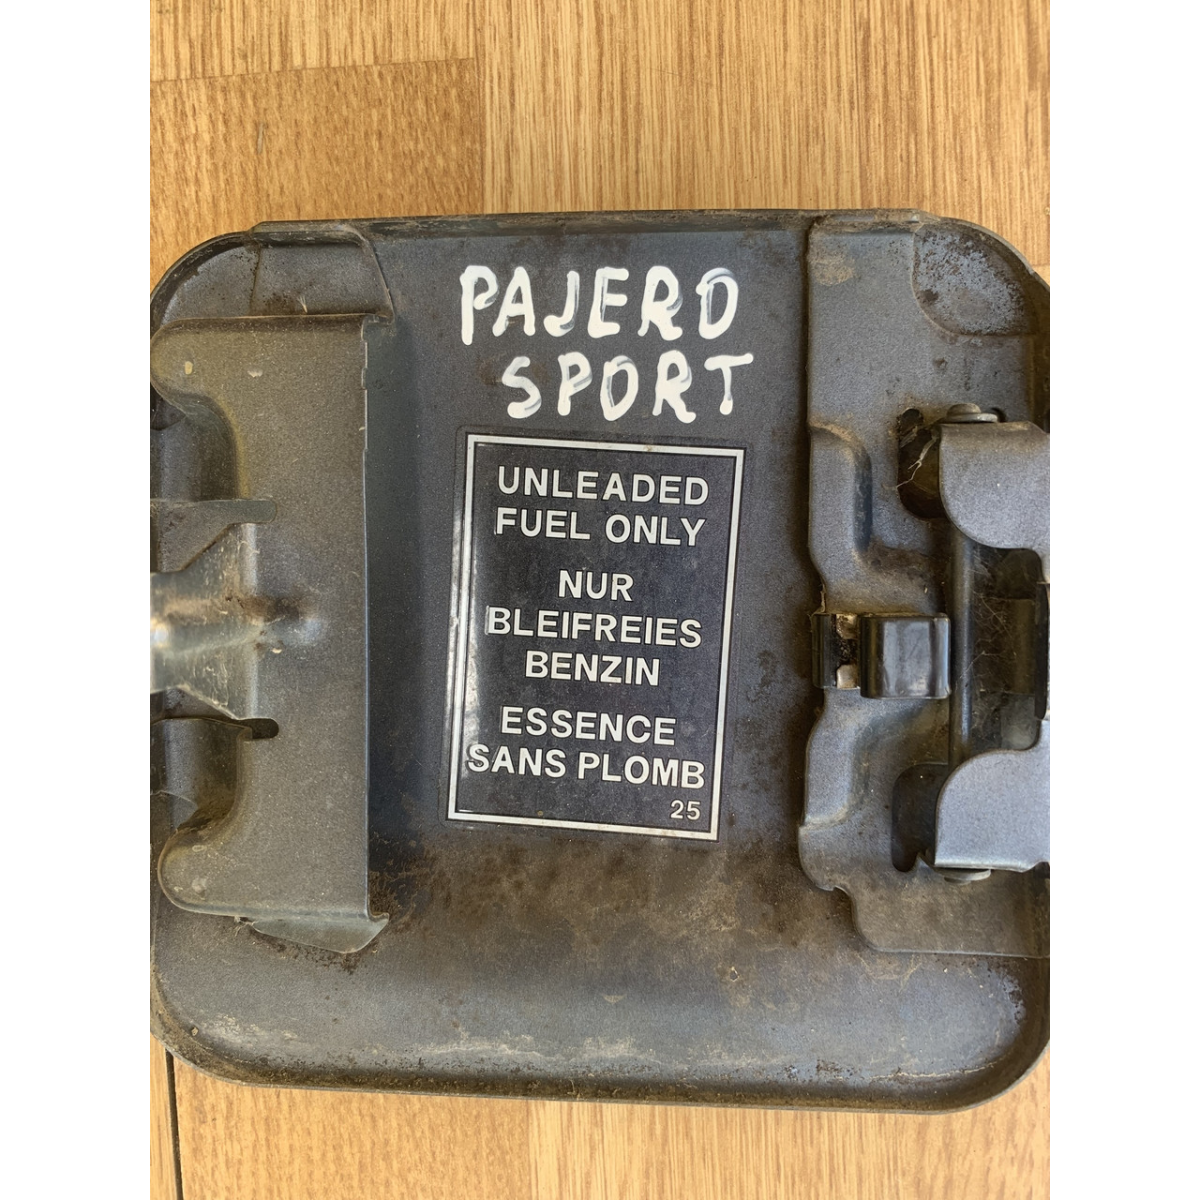 PAJERO
SPORT
UNLEADED
FUEL ONLY
NUR
BLEIFREIES
BENZIN
ESSENCE
SANS PLOMB
25